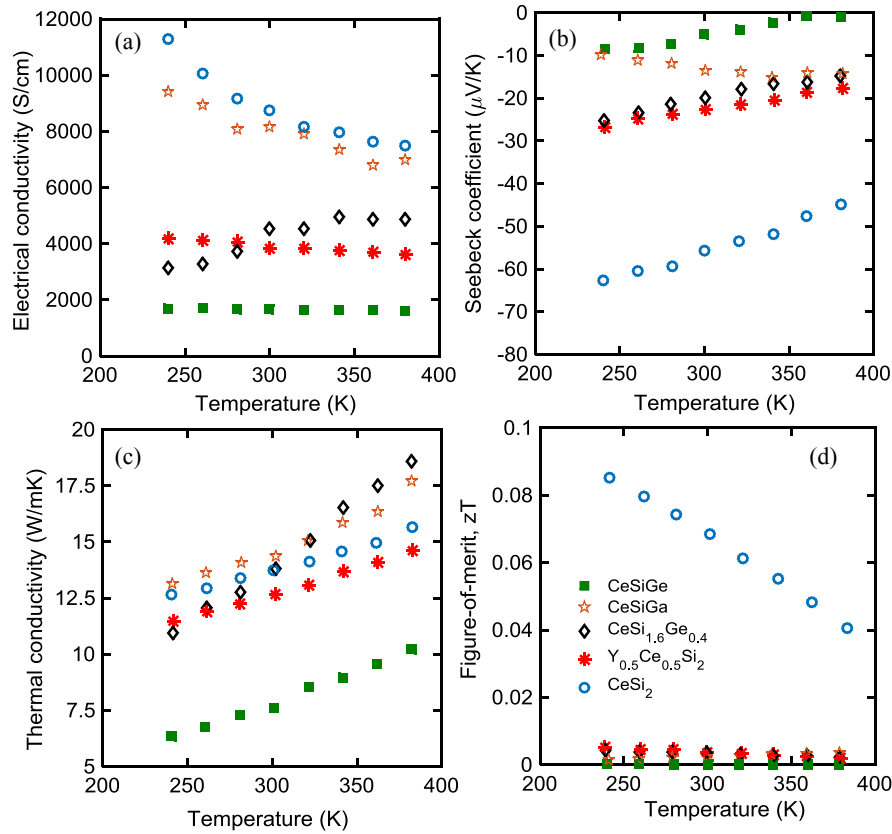 (a)
12000
10000
8000
6000
4000
2000
0
Electrical conductivity (S/cm)
200
250
300
350
400
Temperature (K)
(b)
0
-10
-20
-30
-40
-50
-60
-70
-80
Seebeck coefficient (μV/K)
200
250
300
350
400
Temperature (K)
(c)
20
17.5
15
12.5
10
7.5
5
Thermal conductivity (W/mK)
200
250
300
350
400
Temperature (K)
(d)
0.1
0.08
0.06
0.04
0.02
0
Figure-of-merit, zT
CeSiGe
CeSiGa
CeSi1.6Ge0.4
Y0.5Ce0.5Si2
CeSi2
200
250
300
350
400
Temperature (K)